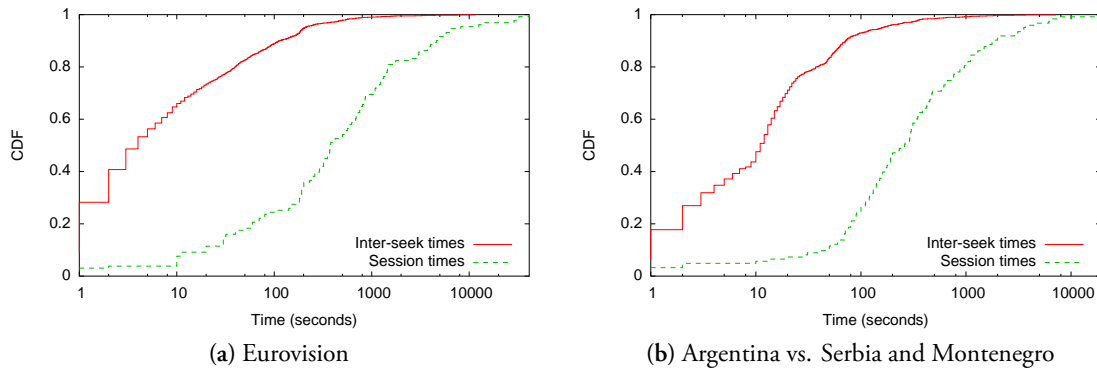 1
0.8
0.6
0.4
0.2
0
CDF
1 10 100 1000 10000
Time (seconds)
Inter-seek times
Session times
(a) Eurovision
1
0.8
0.6
0.4
0.2
0
CDF
1 10 100 1000 10000
Time (seconds)
Inter-seek times
Session times
(b) Argentina vs. Serbia and Montenegro